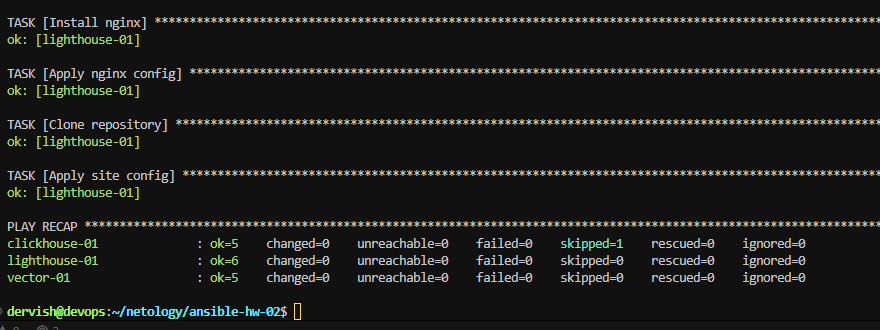 TASK [Install nginx] *******************************************************************************************************
ok: [lighthouse-01]
TASK [Apply nginx config] **************************************************************************************************
ok: [lighthouse-01]
TASK [Clone repository] ****************************************************************************************************
ok: [lighthouse-01]
TASK [Apply site config] ***************************************************************************************************
ok: [lighthouse-01]
PLAY RECAP *****************************************************************************************************************
clickhouse-01              : ok=5    changed=0    unreachable=0    failed=0    skipped=1    rescued=0    ignored=0
lighthouse-01              : ok=6    changed=0    unreachable=0    failed=0    skipped=0    rescued=0    ignored=0
vector-01                  : ok=5    changed=0    unreachable=0    failed=0    skipped=0    rescued=0    ignored=0
dervish@devops:~/netology/ansible-hw-02$